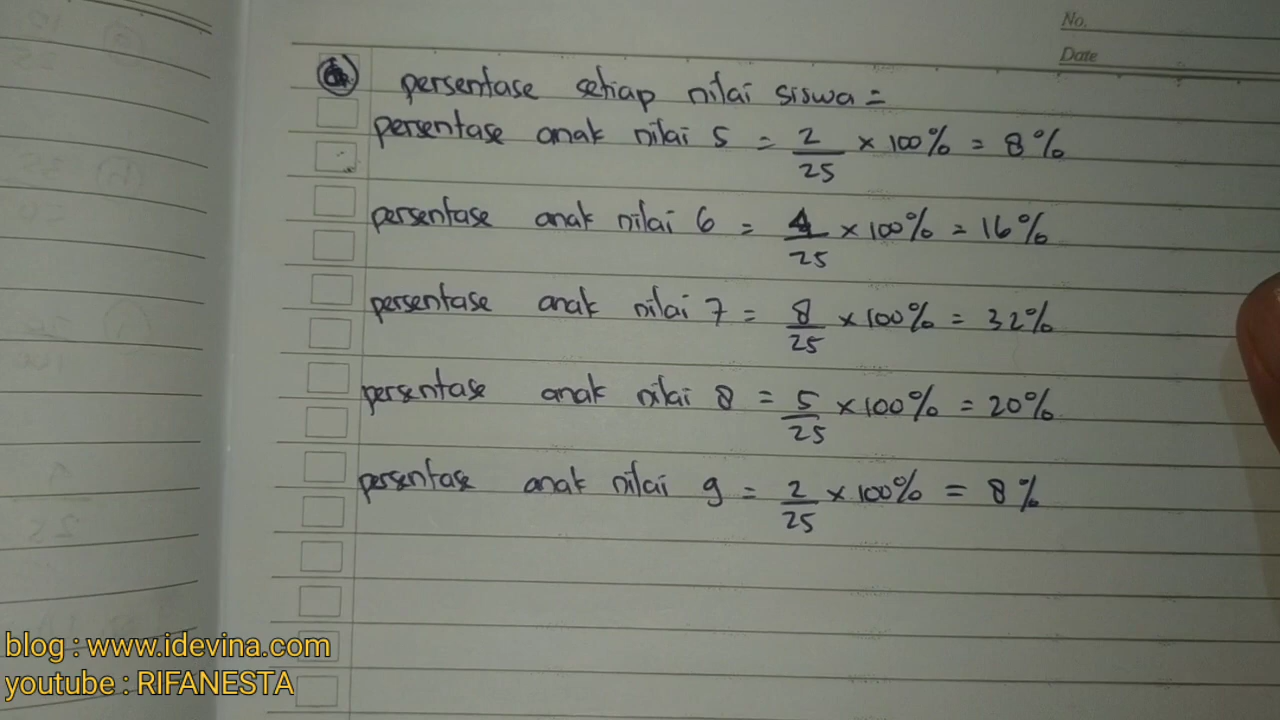 No.
Date
persentase setiap nilai siswa =
persentase anak nilai 5 = 2/25 × 100% = 8%
persentase anak nilai 6 = 4/25 × 100% = 16%
persentase anak nilai 7 = 8/25 × 100% = 32%
persentase anak nilai 8 = 5/25 × 100% = 20%
persentase anak nilai 9 = 2/25 × 100% = 8%
blog : www.idevina.com
youtube : RIFANESTA